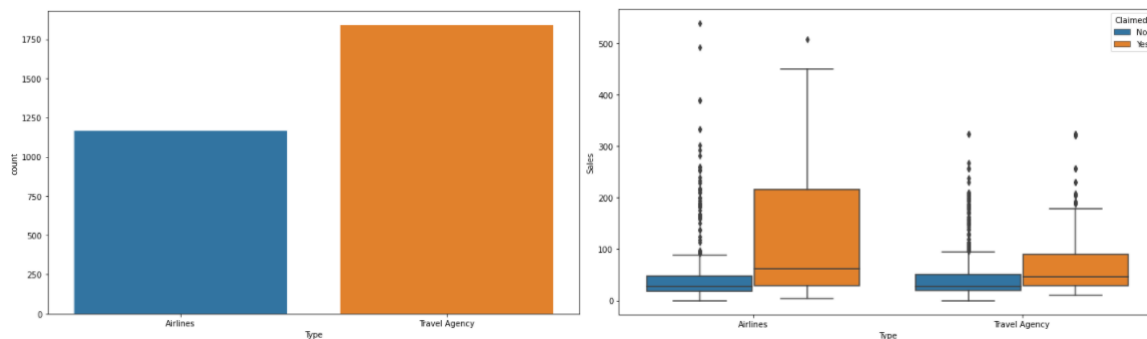 1750
1500
1250
1000
750
500
250
0
count
Airlines
Travel Agency
Type
500
400
300
200
100
0
Sales
Claimed
No
Yes
Airlines
Travel Agency
Type